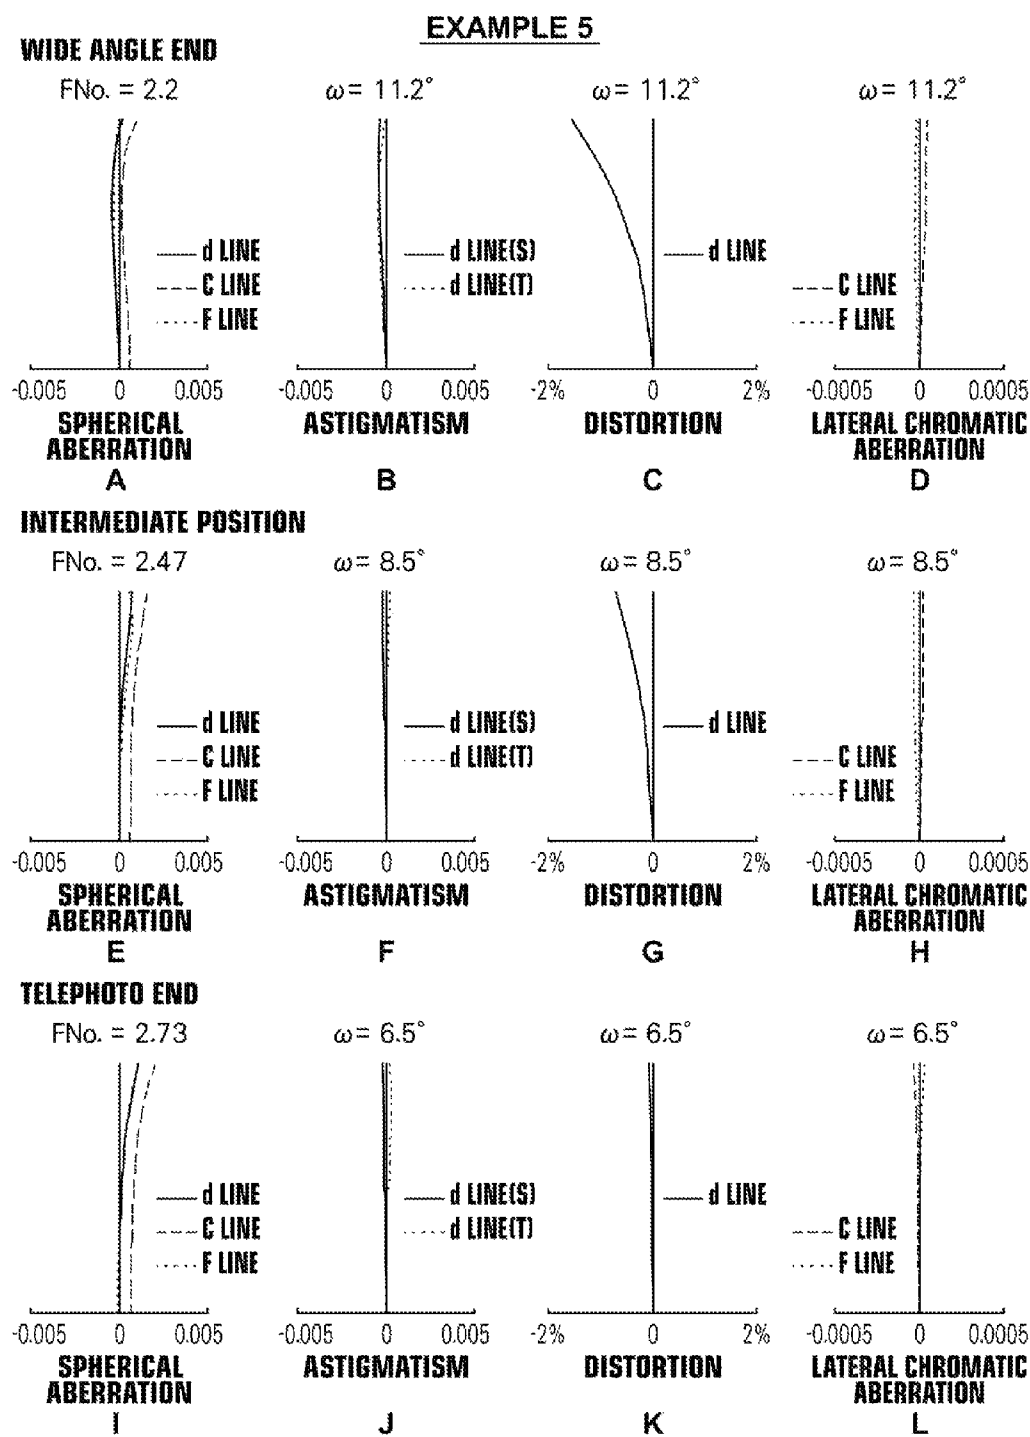 EXAMPLE 5
WIDE ANGLE END
FNo. = 2.2
ω = 11.2°
ω = 11.2°
ω = 11.2°
d LINE
C LINE
F LINE
d LINE(S)
d LINE(T)
d LINE
C LINE
F LINE
-0.005 0 0.005
-0.005 0 0.005
-2% 0 2%
-0.0005 0 0.0005
SPHERICAL
ABERRATION
ASTIGMATISM
DISTORTION
LATERAL CHROMATIC
ABERRATION
A
B
C
D
INTERMEDIATE POSITION
FNo. = 2.47
ω = 8.5°
ω = 8.5°
ω = 8.5°
d LINE
C LINE
F LINE
d LINE(S)
d LINE(T)
d LINE
C LINE
F LINE
-0.005 0 0.005
-0.005 0 0.005
-2% 0 2%
-0.0005 0 0.0005
SPHERICAL
ABERRATION
ASTIGMATISM
DISTORTION
LATERAL CHROMATIC
ABERRATION
E
F
G
H
TELEPHOTO END
FNo. = 2.73
ω = 6.5°
ω = 6.5°
ω = 6.5°
d LINE
C LINE
F LINE
d LINE(S)
d LINE(T)
d LINE
C LINE
F LINE
-0.005 0 0.005
-0.005 0 0.005
-2% 0 2%
-0.0005 0 0.0005
SPHERICAL
ABERRATION
ASTIGMATISM
DISTORTION
LATERAL CHROMATIC
ABERRATION
I
J
K
L